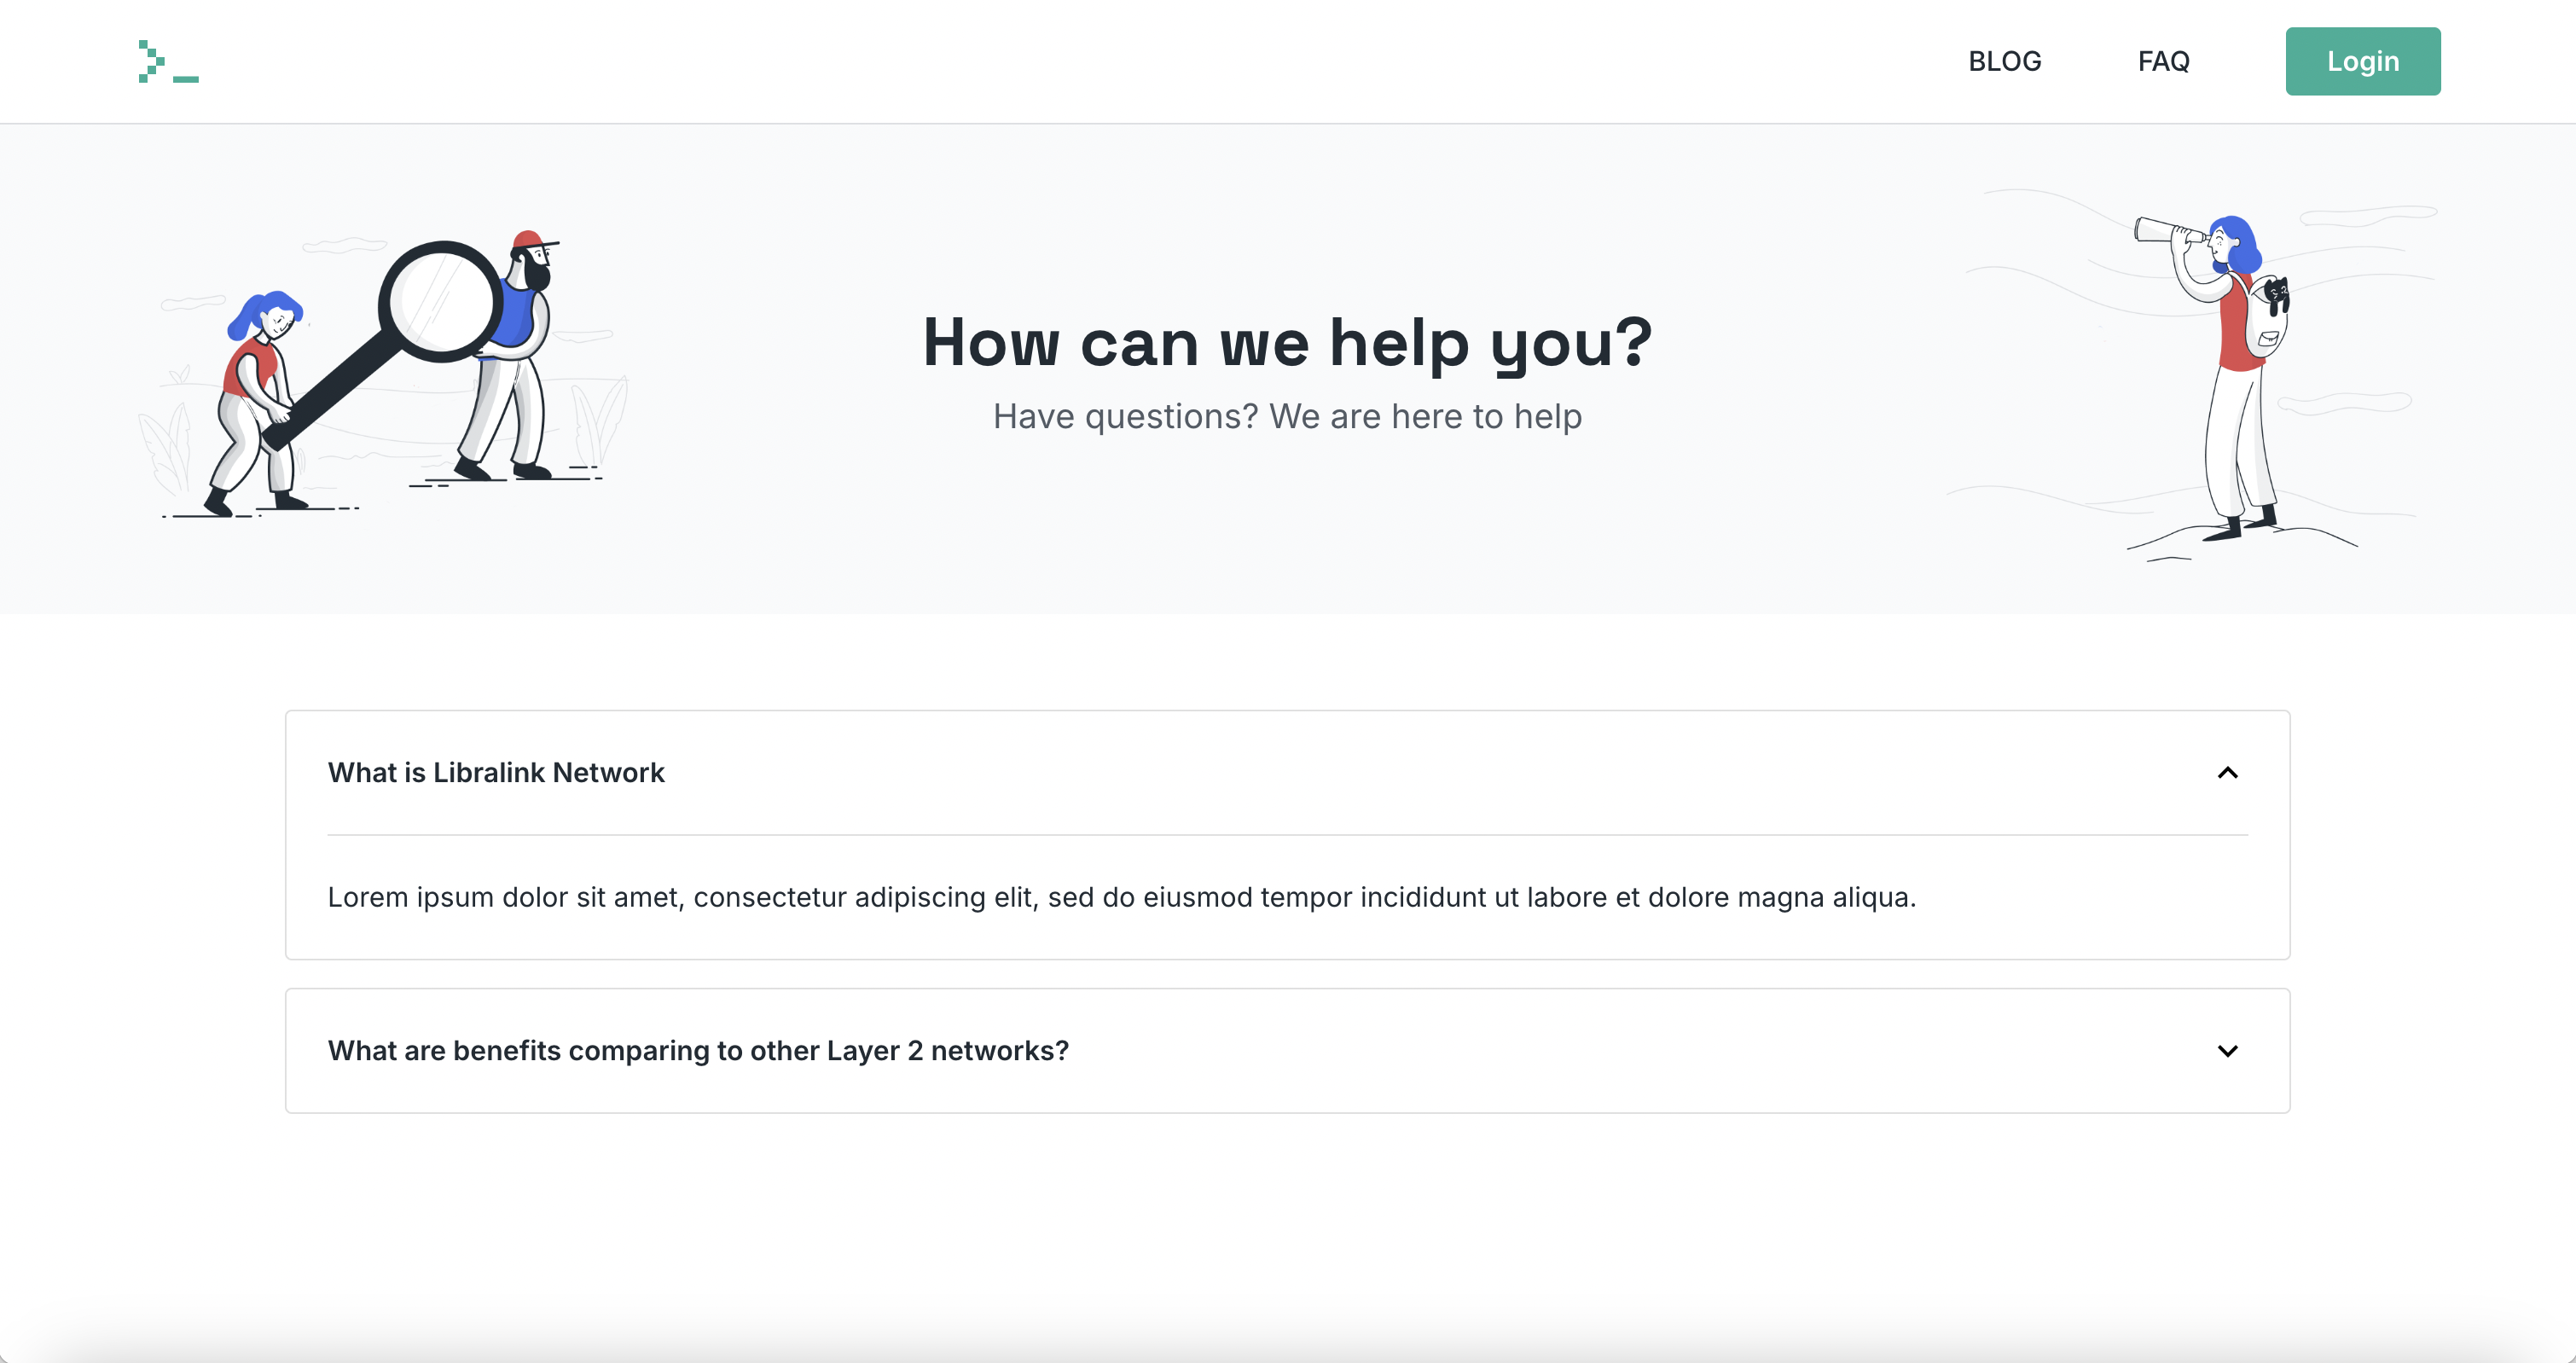 BLOG
FAQ
Login
How can we help you?
Have questions? We are here to help
What is Libralink Network
Lorem ipsum dolor sit amet, consectetur adipiscing elit, sed do eiusmod tempor incididunt ut labore et dolore magna aliqua.
What are benefits comparing to other Layer 2 networks?